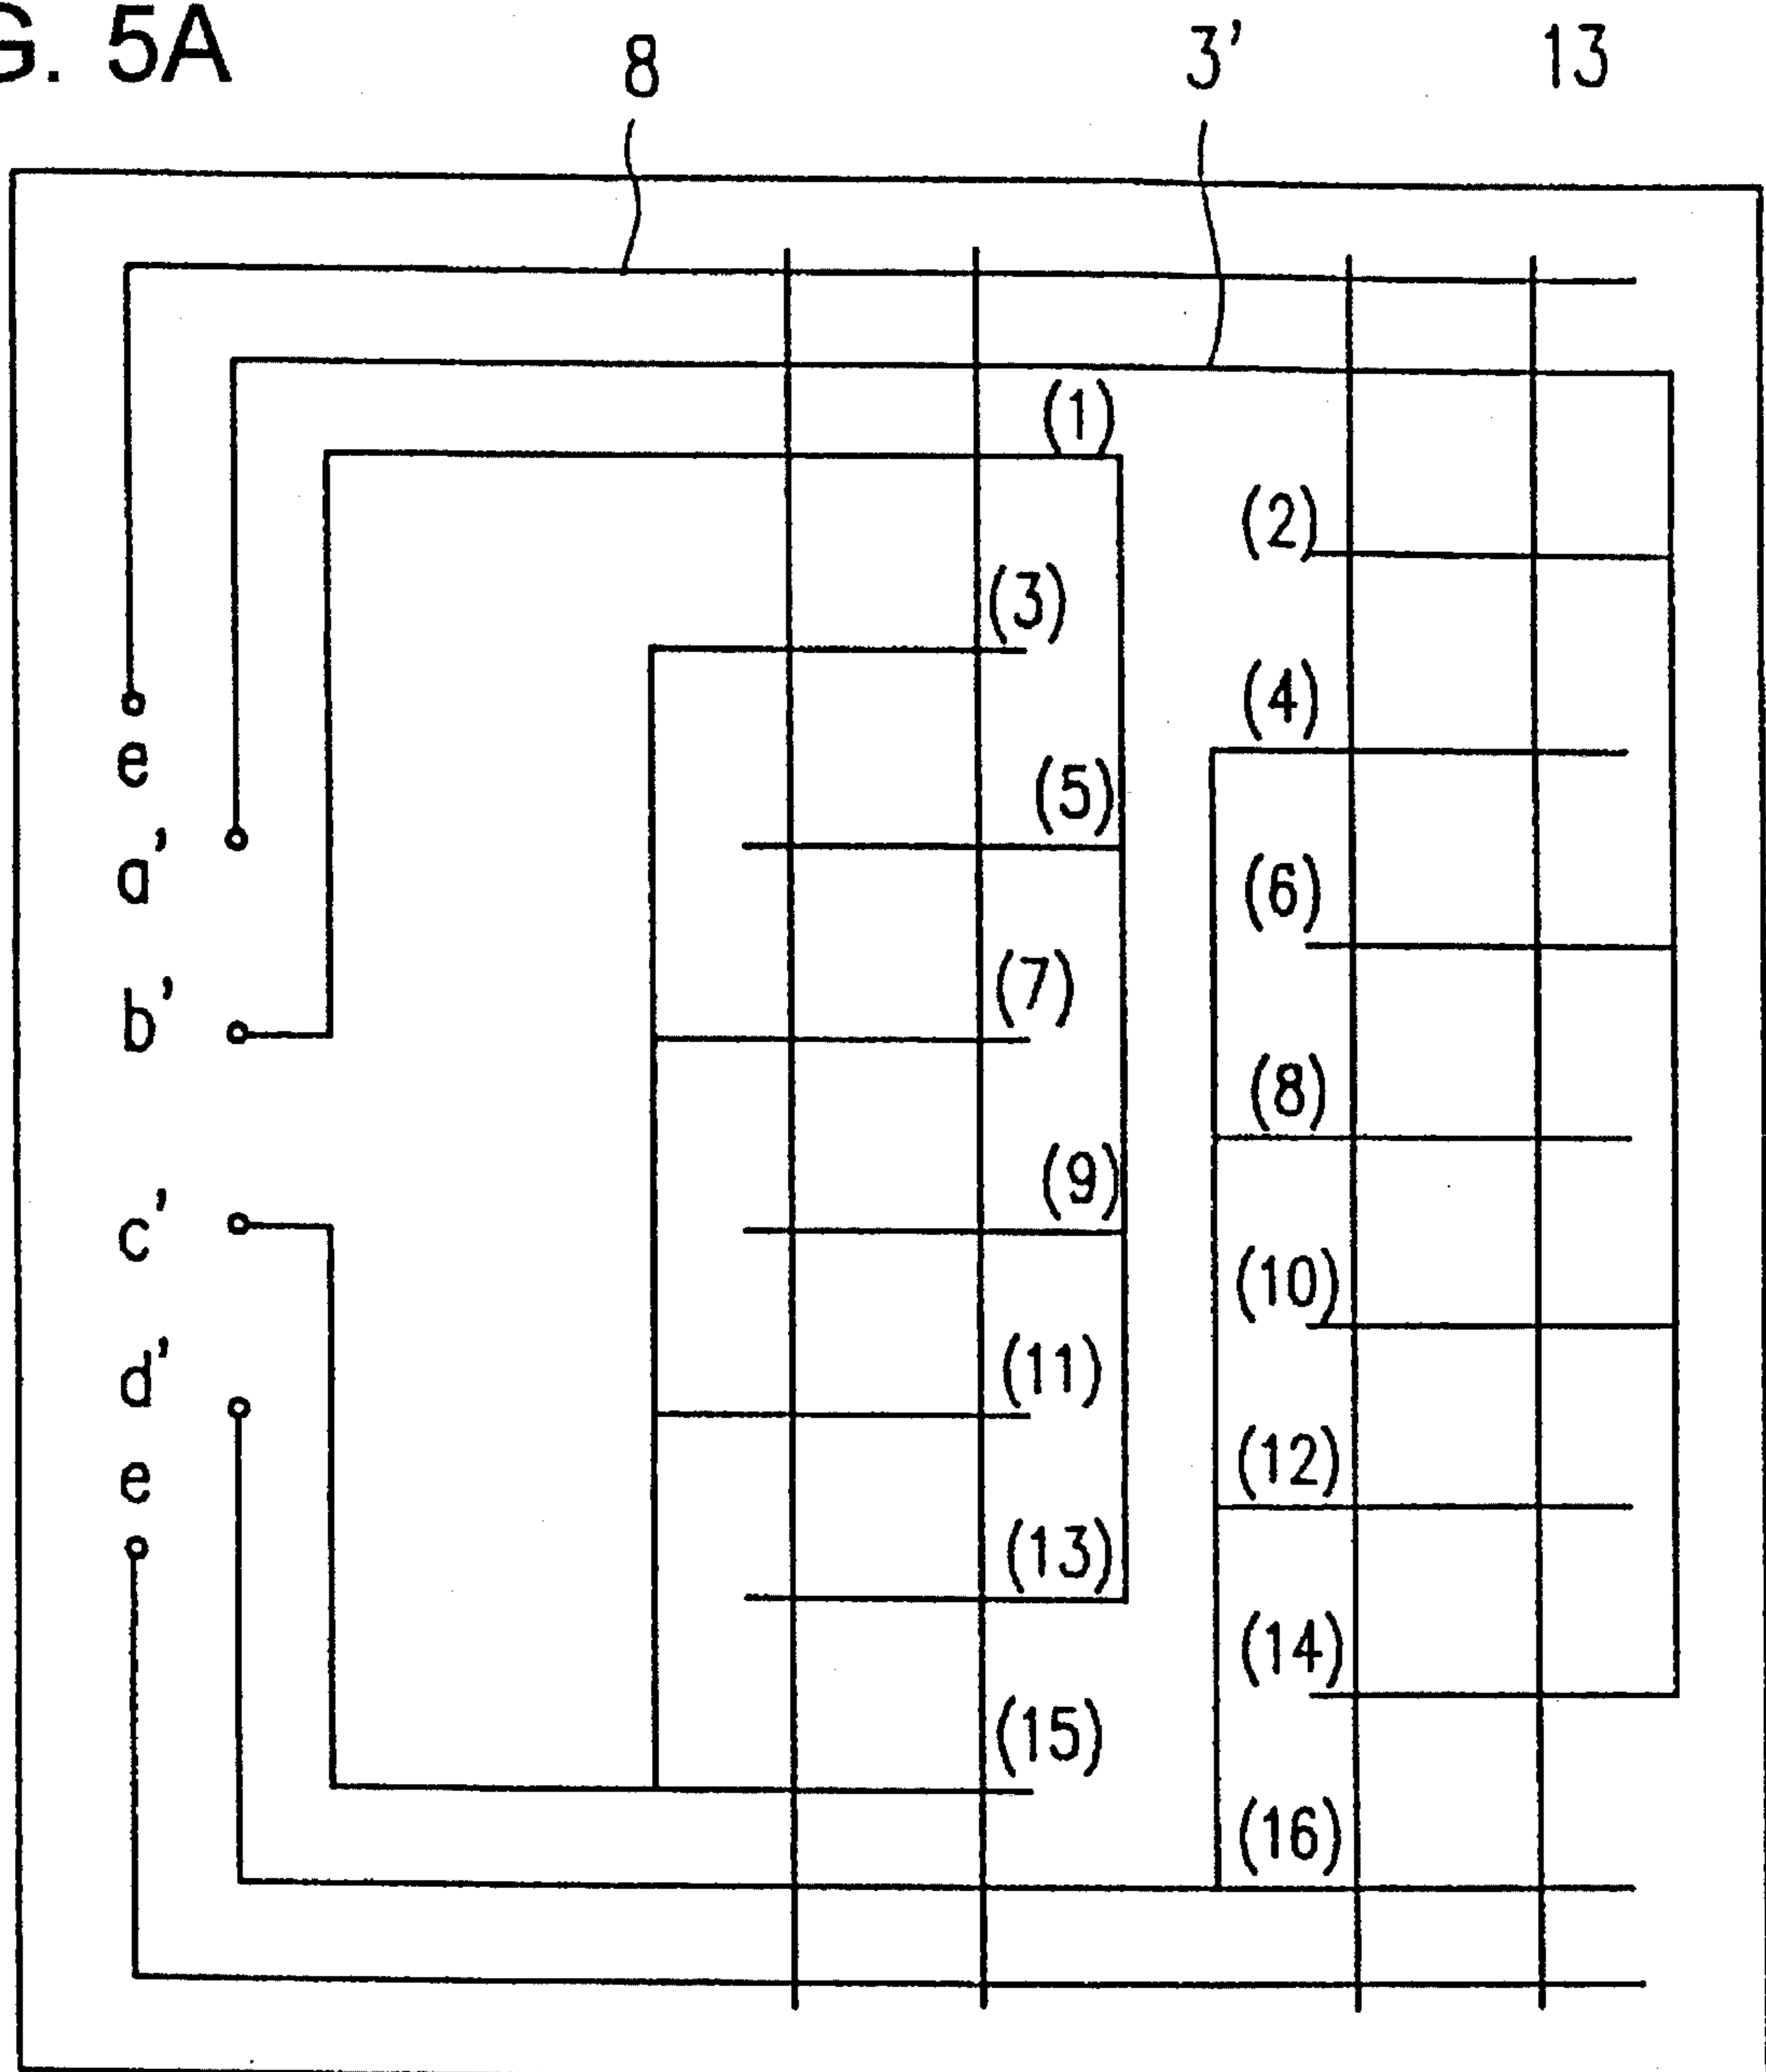 G. 5A
8
3'
13
(1)
(2)
(3)
(4)
e
(5)
a'
(6)
b'
(7)
(8)
c'
(9)
(10)
d'
(11)
e
(12)
(13)
(14)
(15)
(16)